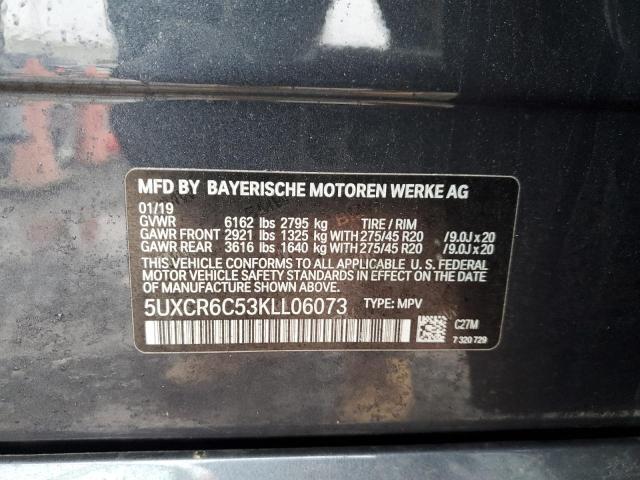 MFD BY BAYERISCHE MOTOREN WERKE AG
01/19
GVWR 6162 lbs 2795 kg TIRE / RIM
GAWR FRONT 2921 lbs 1325 kg WITH 275/45 R20 /9.0J x 20
GAWR REAR 3616 lbs 1640 kg WITH 275/45 R20 /9.0J x 20
THIS VEHICLE CONFORMS TO ALL APPLICABLE U. S. FEDERAL
MOTOR VEHICLE SAFETY STANDARDS IN EFFECT ON THE DATE
OF MANUFACTURE SHOWN ABOVE.
5UXCR6C53KLL06073 TYPE: MPV
C27M
7 320 729